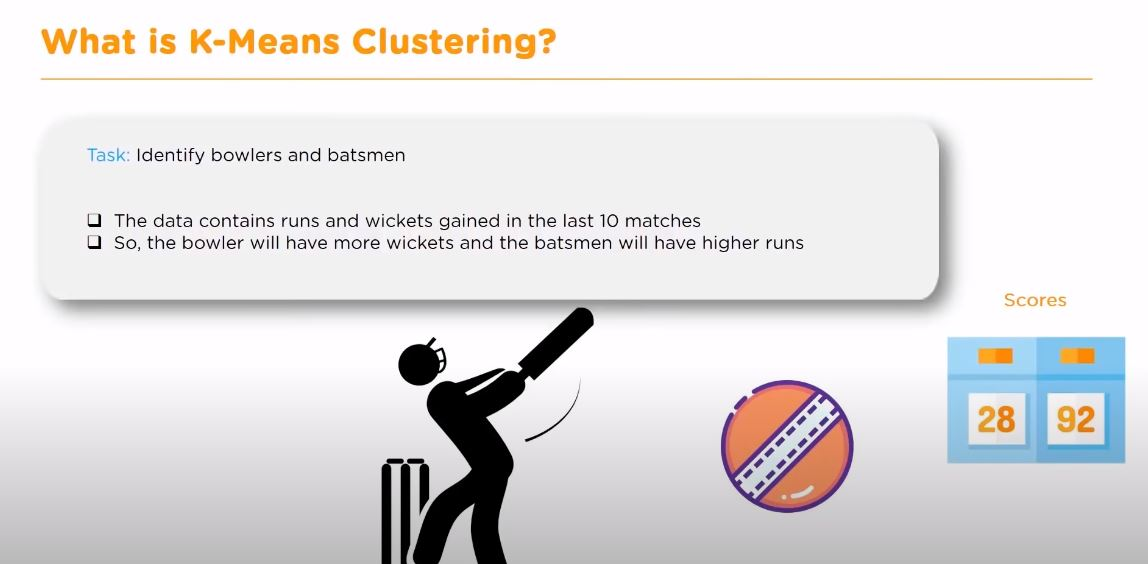 What is K-Means Clustering?
Task: Identify bowlers and batsmen
❑ The data contains runs and wickets gained in the last 10 matches
❑ So, the bowler will have more wickets and the batsmen will have higher runs
Scores
28 92